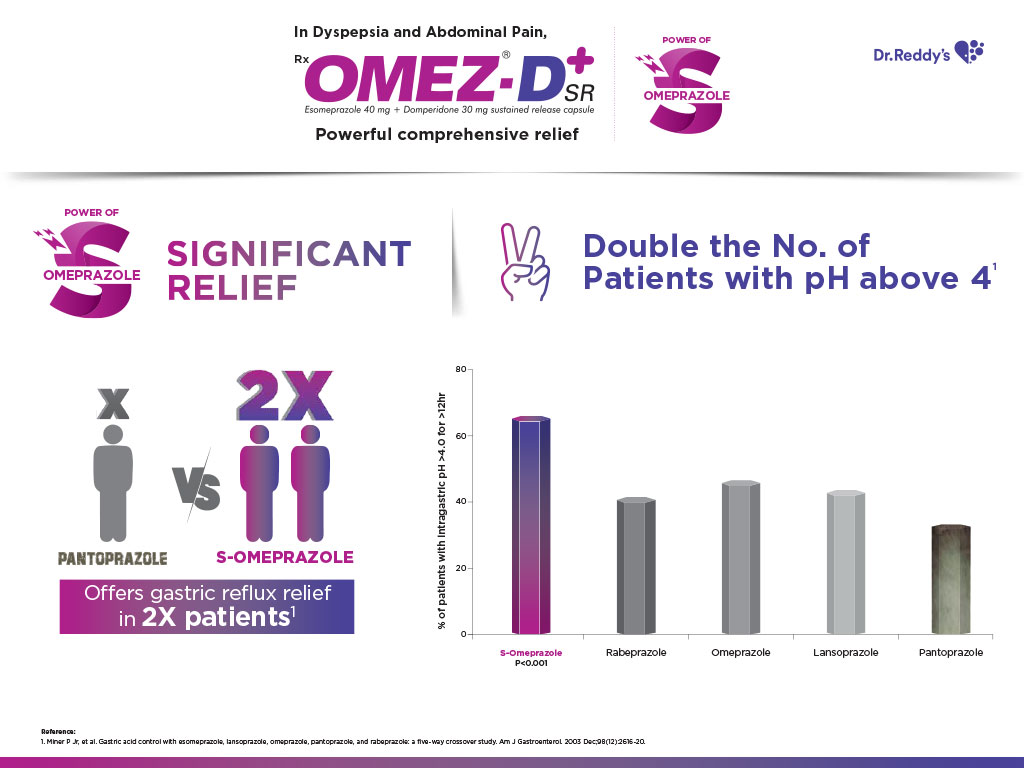 In Dyspepsia and Abdominal Pain,
Rx OMEZ®-D+ SR
Esomeprazole 40 mg + Domperidone 30 mg sustained release capsule
Powerful comprehensive relief
POWER OF
S
OMEPRAZOLE
Dr.Reddy's
POWER OF
S
OMEPRAZOLE
SIGNIFICANT
RELIEF
Double the No. of
Patients with pH above 4¹
X
2X
VS
PANTOPRAZOLE
S-OMEPRAZOLE
Offers gastric reflux relief
in 2X patients¹
% of patients with Intragastric pH >4.0 for >12hr
80
60
40
20
0
S-Omeprazole
P<0.001
Rabeprazole
Omeprazole
Lansoprazole
Pantoprazole
Reference:
1. Miner P Jr, et al. Gastric acid control with esomeprazole, lansoprazole, omeprazole, pantoprazole, and rabeprazole: a five-way crossover study. Am J Gastroenterol. 2003 Dec;98(12):2616-20.